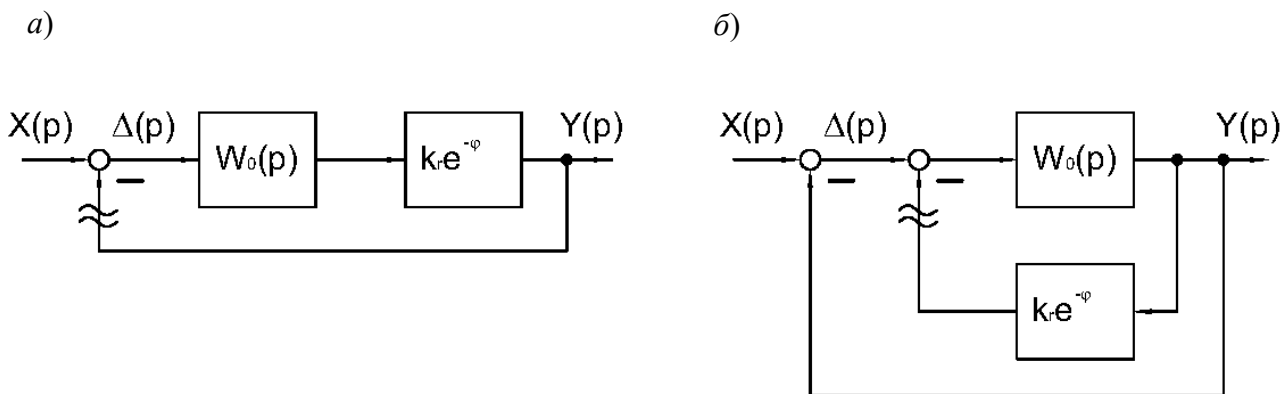 а)
X(p) Δ(p) W₀(p) kᵣe⁻ᵠ Y(p)
б)
X(p) Δ(p) W₀(p) Y(p)
kᵣe⁻ᵠ